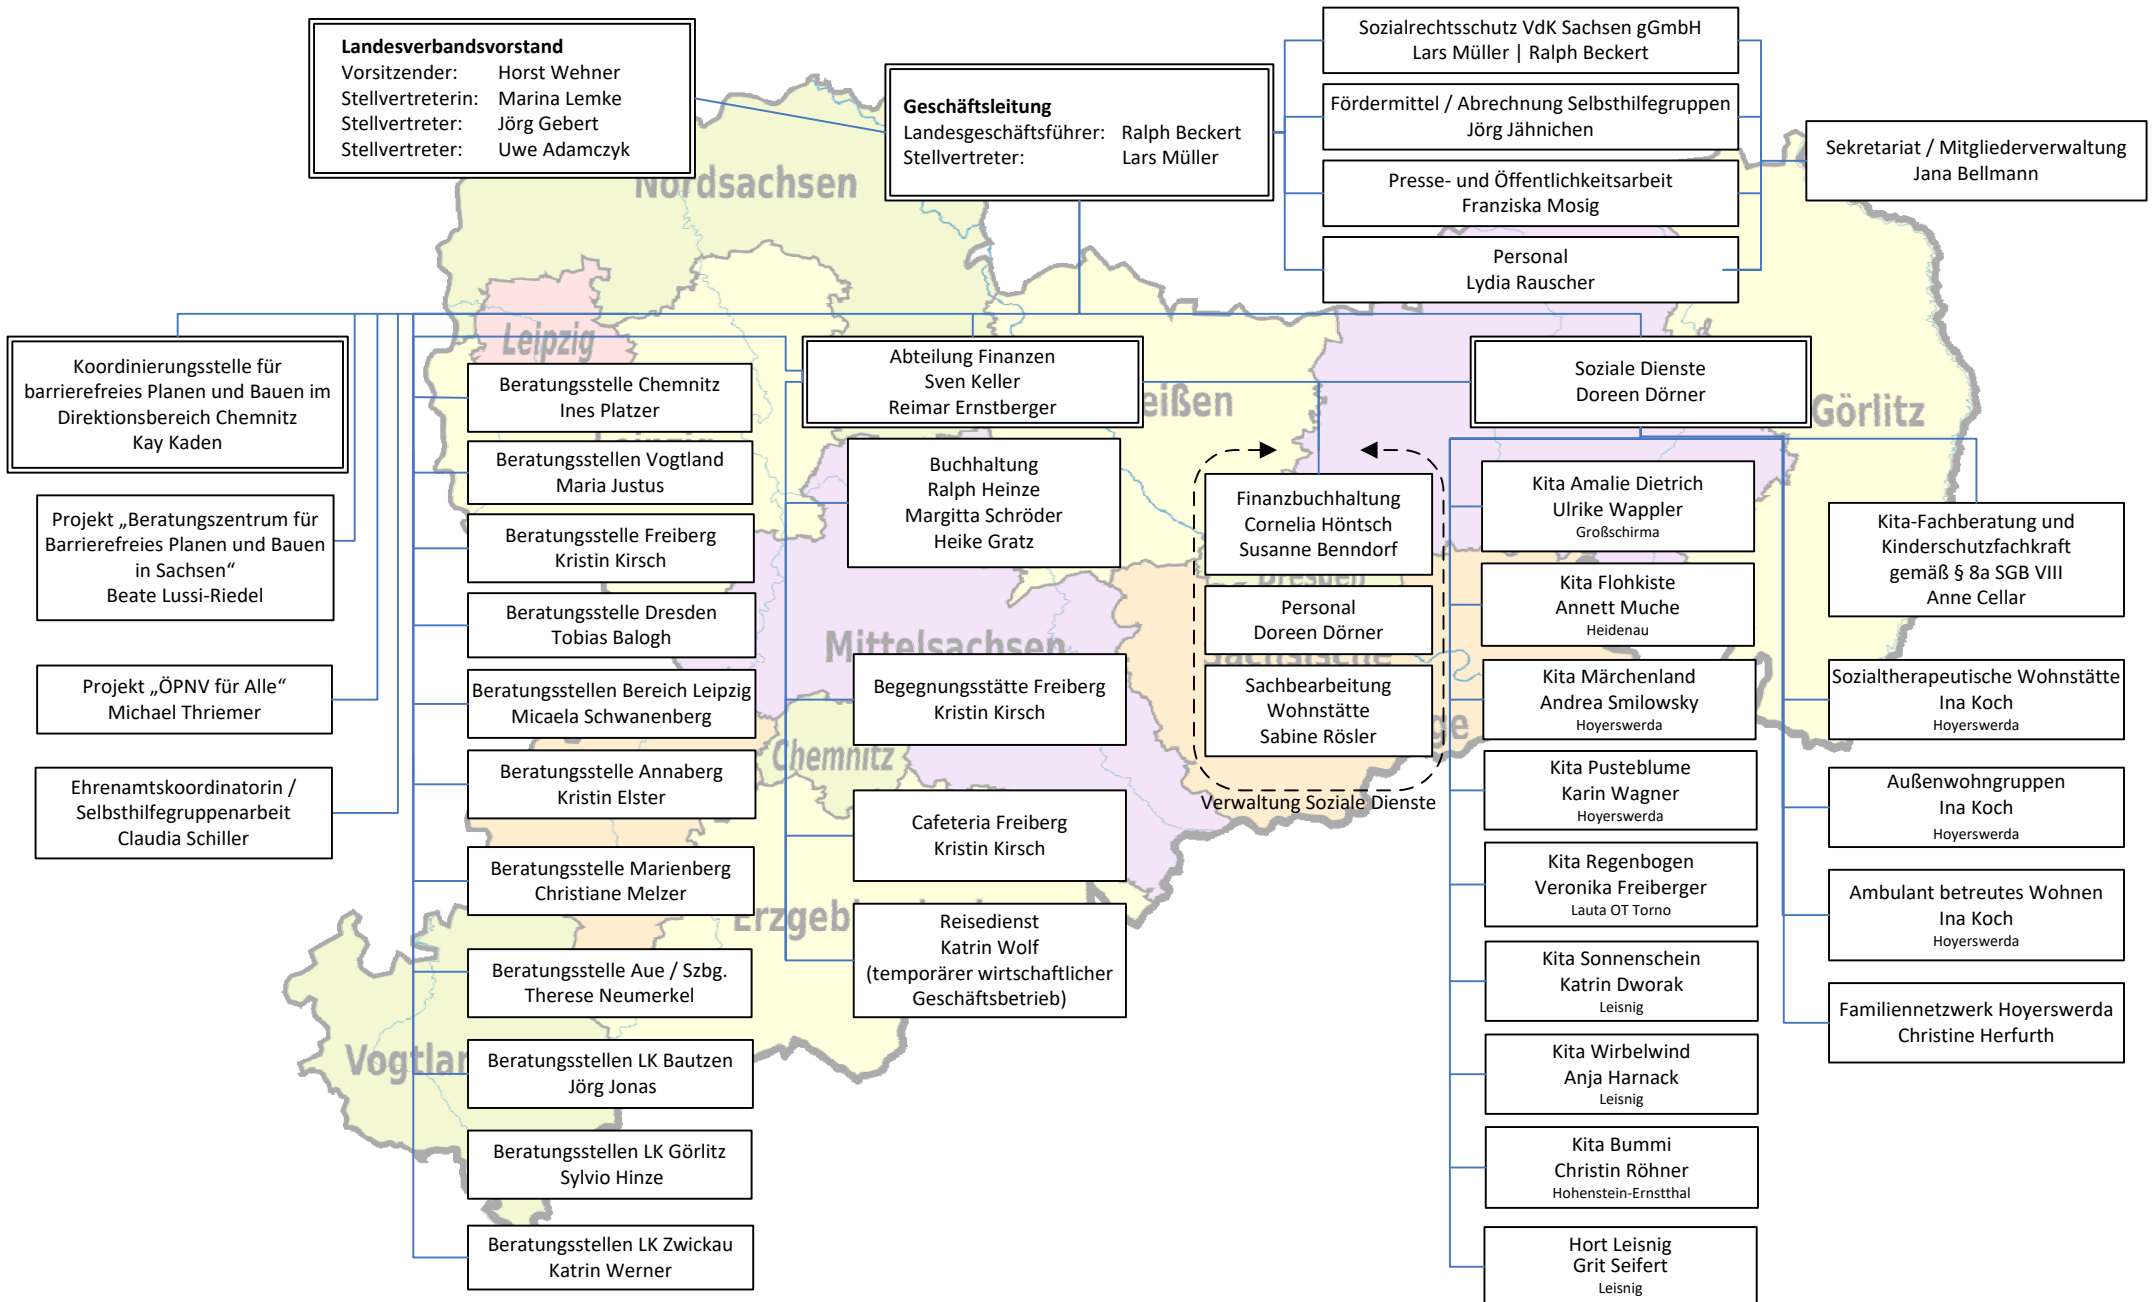 Landesverbandsvorstand
Vorsitzender: Horst Wehner
Stellvertreterin: Marina Lemke
Stellvertreter: Jörg Gebert
Stellvertreter: Uwe Adamczyk
Geschäftsleitung
Landesgeschäftsführer: Ralph Beckert
Stellvertreter: Lars Müller
Sozialrechtsschutz VdK Sachsen gGmbH
Lars Müller | Ralph Beckert
Fördermittel / Abrechnung Selbsthilfegruppen
Jörg Jähnichen
Presse- und Öffentlichkeitsarbeit
Franziska Mosig
Personal
Lydia Rauscher
Sekretariat / Mitgliederverwaltung
Jana Bellmann
Nordsachsen
Leipzig
Görlitz
Mittelsachsen
Chemnitz
Koordinierungsstelle für
barrierefreies Planen und Bauen im
Direktionsbereich Chemnitz
Kay Kaden
Projekt „Beratungszentrum für
Barrierefreies Planen und Bauen
in Sachsen“
Beate Lussi-Riedel
Projekt „ÖPNV für Alle“
Michael Thriemer
Ehrenamtskoordinatorin /
Selbsthilfegruppenarbeit
Claudia Schiller
Beratungsstelle Chemnitz
Ines Platzer
Beratungsstellen Vogtland
Maria Justus
Beratungsstelle Freiberg
Kristin Kirsch
Beratungsstelle Dresden
Tobias Balogh
Beratungsstellen Bereich Leipzig
Micaela Schwanenberg
Beratungsstelle Annaberg
Kristin Elster
Beratungsstelle Marienberg
Christiane Melzer
Beratungsstelle Aue / Szbg.
Therese Neumerkel
Beratungsstellen LK Bautzen
Jörg Jonas
Beratungsstellen LK Görlitz
Sylvio Hinze
Beratungsstellen LK Zwickau
Katrin Werner
Abteilung Finanzen
Sven Keller
Reimar Ernstberger
Buchhaltung
Ralph Heinze
Margitta Schröder
Heike Gratz
Begegnungsstätte Freiberg
Kristin Kirsch
Cafeteria Freiberg
Kristin Kirsch
Reisedienst
Katrin Wolf
(temporärer wirtschaftlicher
Geschäftsbetrieb)
Finanzbuchhaltung
Cornelia Höntsch
Susanne Benndorf
Personal
Doreen Dörner
Sachbearbeitung
Wohnstätte
Sabine Rösler
Verwaltung Soziale Dienste
Soziale Dienste
Doreen Dörner
Kita Amalie Dietrich
Ulrike Wappler
Großschirma
Kita Flohkiste
Annett Muche
Heidenau
Kita Märchenland
Andrea Smilowsky
Hoyerswerda
Kita Pusteblume
Karin Wagner
Hoyerswerda
Kita Regenbogen
Veronika Freiberger
Lauta OT Torno
Kita Sonnenschein
Katrin Dworak
Leisnig
Kita Wirbelwind
Anja Harnack
Leisnig
Kita Bummi
Christin Röhner
Hohenstein-Ernstthal
Hort Leisnig
Grit Seifert
Leisnig
Kita-Fachberatung und
Kinderschutzfachkraft
gemäß § 8a SGB VIII
Anne Cellar
Sozialtherapeutische Wohnstätte
Ina Koch
Hoyerswerda
Außenwohngruppen
Ina Koch
Hoyerswerda
Ambulant betreutes Wohnen
Ina Koch
Hoyerswerda
Familiennetzwerk Hoyerswerda
Christine Herfurth